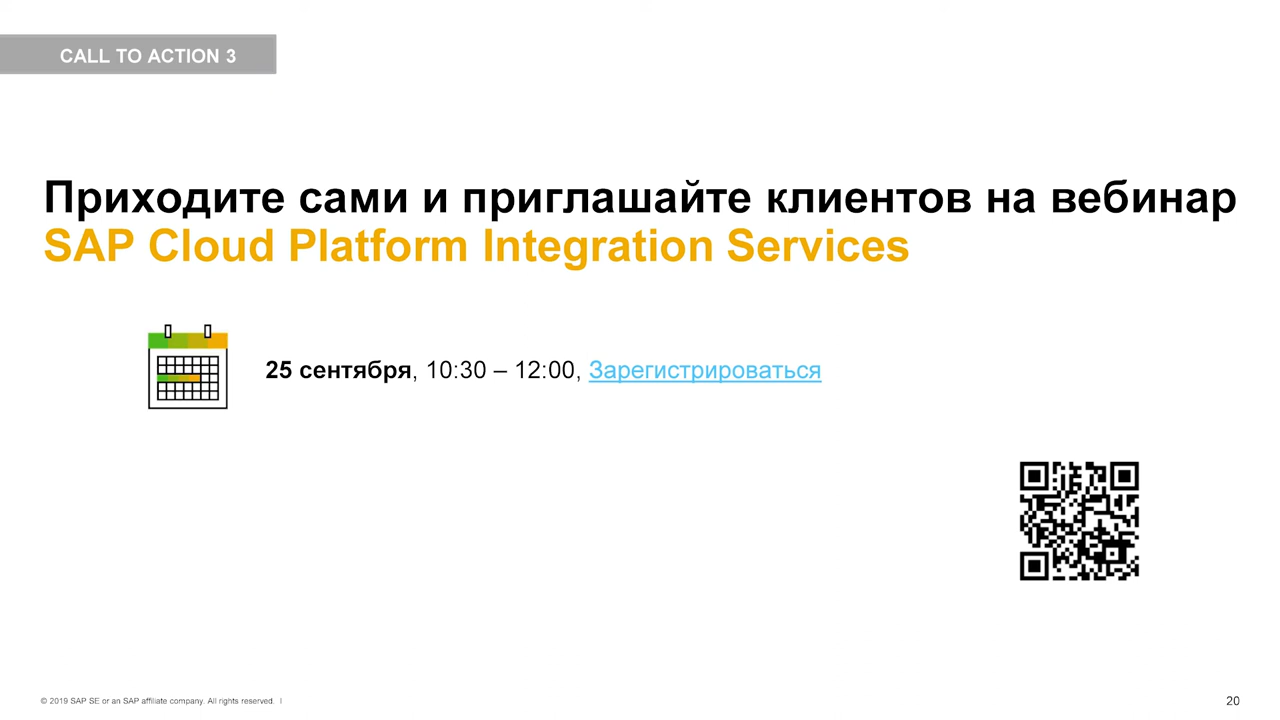 CALL TO ACTION 3
Приходите сами и приглашайте клиентов на вебинар
SAP Cloud Platform Integration Services
25 сентября, 10:30 – 12:00, Зарегистрироваться
© 2019 SAP SE or an SAP affiliate company. All rights reserved. I
20